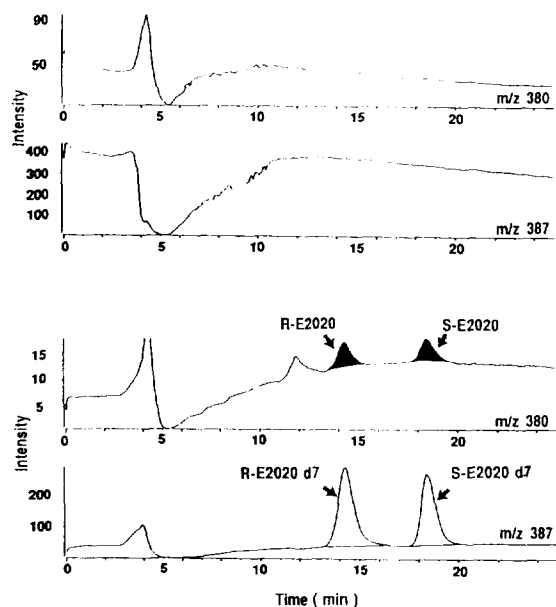 90
50
m/z 380
0 5 10 15 20
Intensity
400
300
200
100
m/z 387
0 5 10 15 20
R-E2020 S-E2020
15
10
5
m/z 380
0 5 10 15 20
Intensity
R-E2020 d7 S-E2020 d7
200
100
m/z 387
0 5 10 15 20
Time ( min )